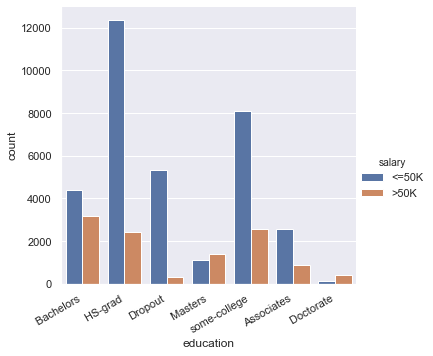 12000
10000
8000
6000
4000
2000
0
count
Bachelors
HS-grad
Dropout
Masters
some-college
Associates
Doctorate
education
salary
<=50K
>50K